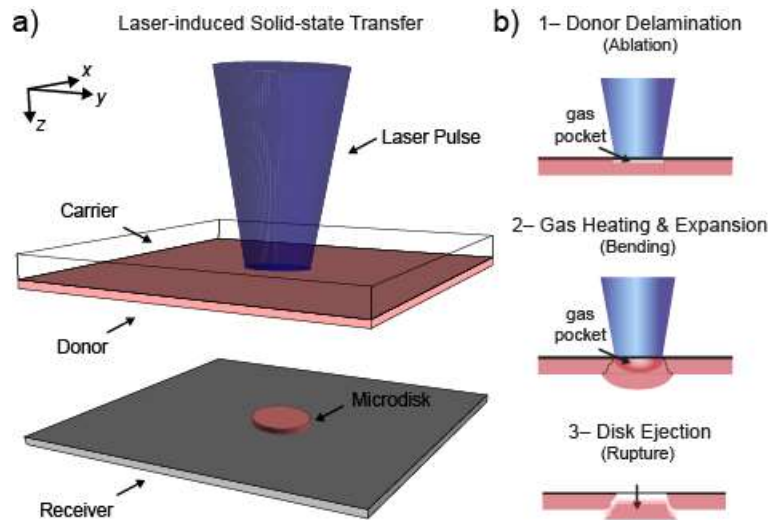 a)
Laser-induced Solid-state Transfer
x
y
z
Laser Pulse
Carrier
Donor
Microdisk
Receiver
b)
1– Donor Delamination
(Ablation)
gas
pocket
2– Gas Heating & Expansion
(Bending)
gas
pocket
3– Disk Ejection
(Rupture)